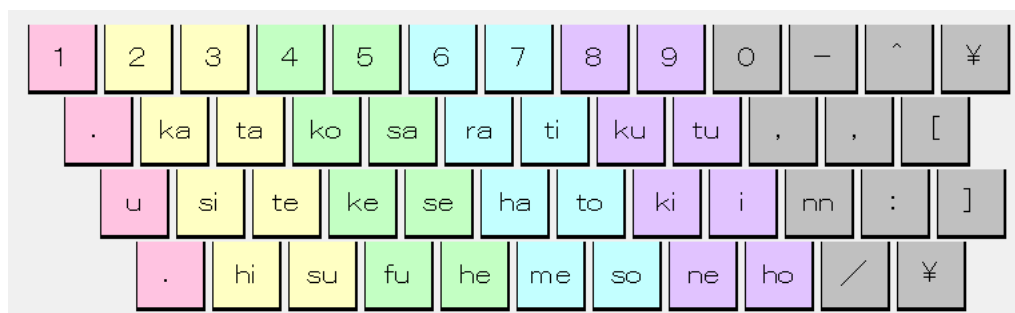 1 2 3 4 5 6 7 8 9 0 - ^ ¥
. ka ta ko sa ra ti ku tu , , [
u si te ke se ha to ki i nn : ]
. hi su fu he me so ne ho / ¥